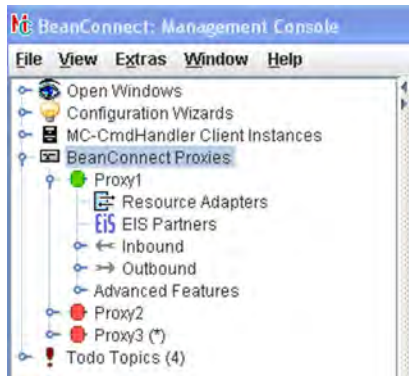 BeanConnect: Management Console
File View Extras Window Help
Open Windows
Configuration Wizards
MC-CmdHandler Client Instances
BeanConnect Proxies
Proxy1
Resource Adapters
EiS EIS Partners
Inbound
Outbound
Advanced Features
Proxy2
Proxy3 (*)
Todo Topics (4)